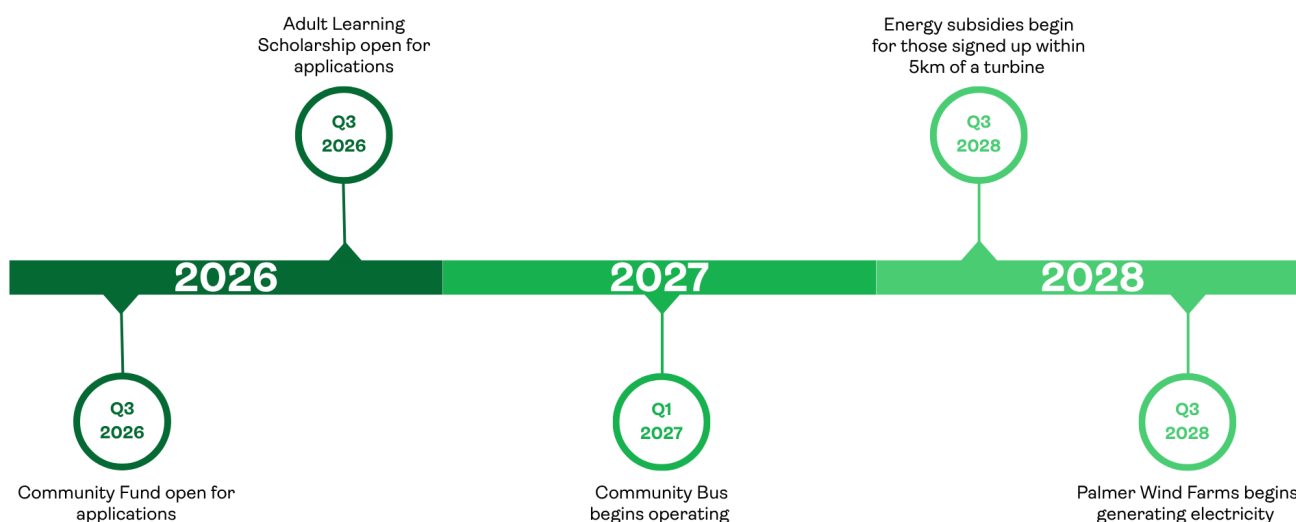 Adult Learning
Scholarship open for
applications
Energy subsidies begin
for those signed up within
5km of a turbine
Q3
2026
Q3
2028
2026
2027
2028
Q3
2026
Q1
2027
Q3
2028
Community Fund open for
applications
Community Bus
begins operating
Palmer Wind Farms begins
generating electricity